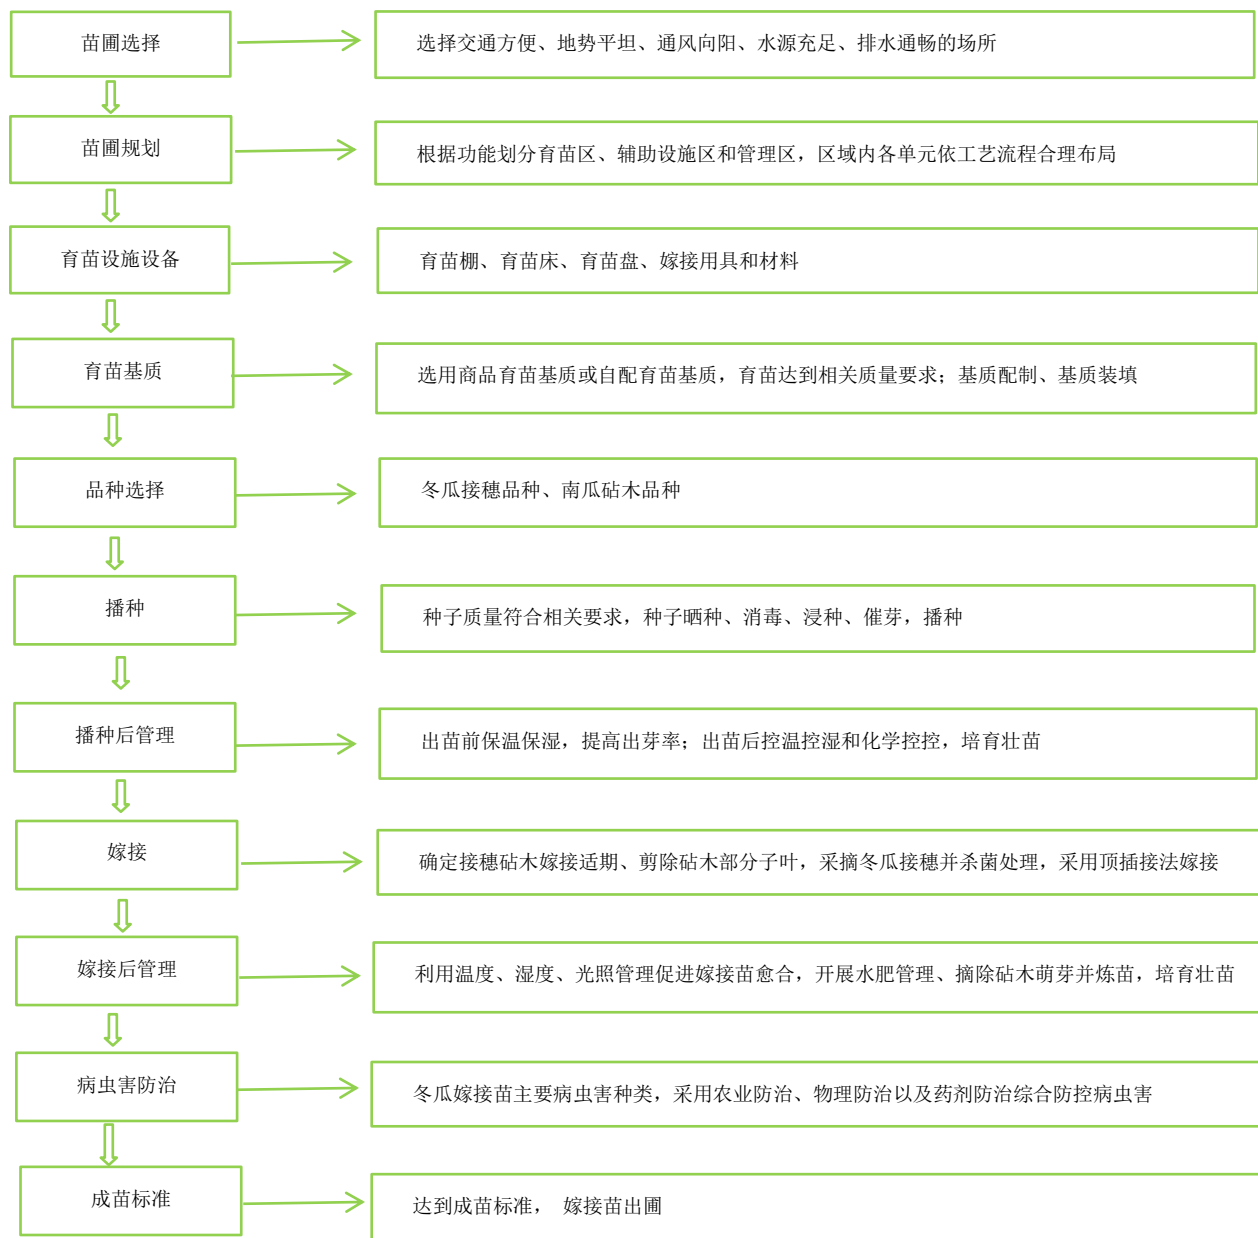 苗圃选择
选择交通方便、地势平坦、通风向阳、水源充足、排水通畅的场所
苗圃规划
根据功能划分育苗区、辅助设施区和管理区，区域内各单元依工艺流程合理布局
育苗设施设备
育苗棚、育苗床、育苗盘、嫁接用具和材料
育苗基质
选用商品育苗基质或自配育苗基质，育苗达到相关质量要求；基质配制、基质装填
品种选择
冬瓜接穗品种、南瓜砧木品种
播种
种子质量符合相关要求，种子晒种、消毒、浸种、催芽，播种
播种后管理
出苗前保温保湿，提高出芽率；出苗后控温控湿和化学控控，培育壮苗
嫁接
确定接穗砧木嫁接适期、剪除砧木部分子叶，采摘冬瓜接穗并杀菌处理，采用顶插接法嫁接
嫁接后管理
利用温度、湿度、光照管理促进嫁接苗愈合，开展水肥管理、摘除砧木萌芽并炼苗，培育壮苗
病虫害防治
冬瓜嫁接苗主要病虫害种类，采用农业防治、物理防治以及药剂防治综合防控病虫害
成苗标准
达到成苗标准， 嫁接苗出圃